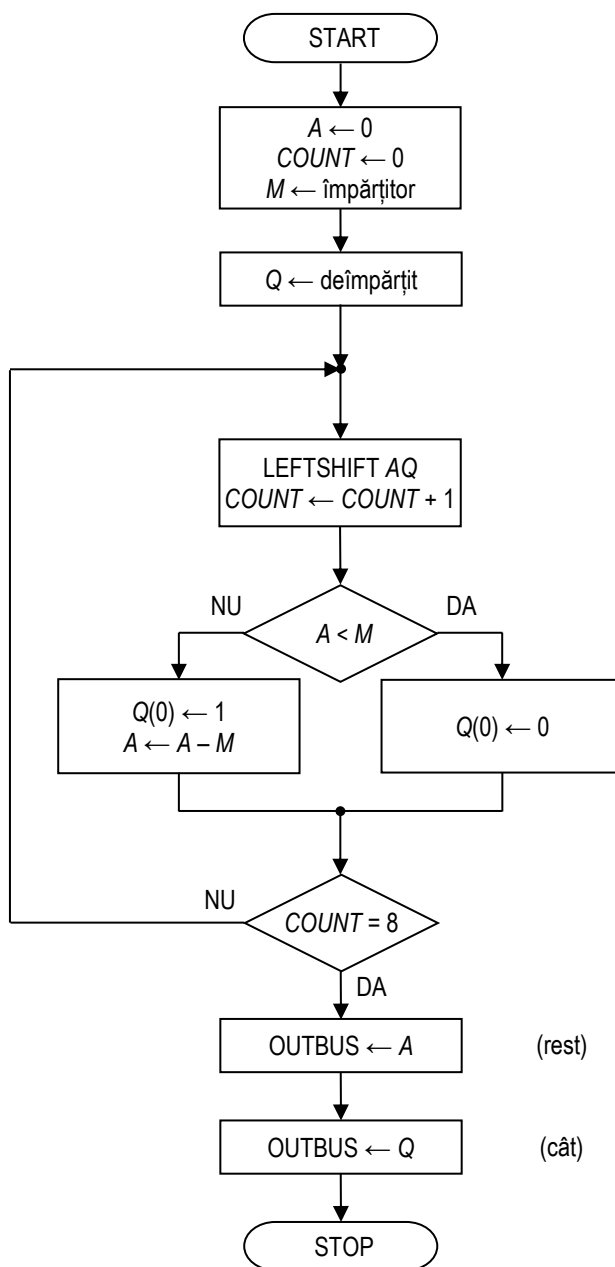 START
A ← 0
COUNT ← 0
M ← împărțitor
Q ← deîmpărțit
LEFTSHIFT AQ
COUNT ← COUNT + 1
NU
DA
A < M
Q(0) ← 1
A ← A – M
Q(0) ← 0
NU
COUNT = 8
DA
OUTBUS ← A
(rest)
OUTBUS ← Q
(cât)
STOP